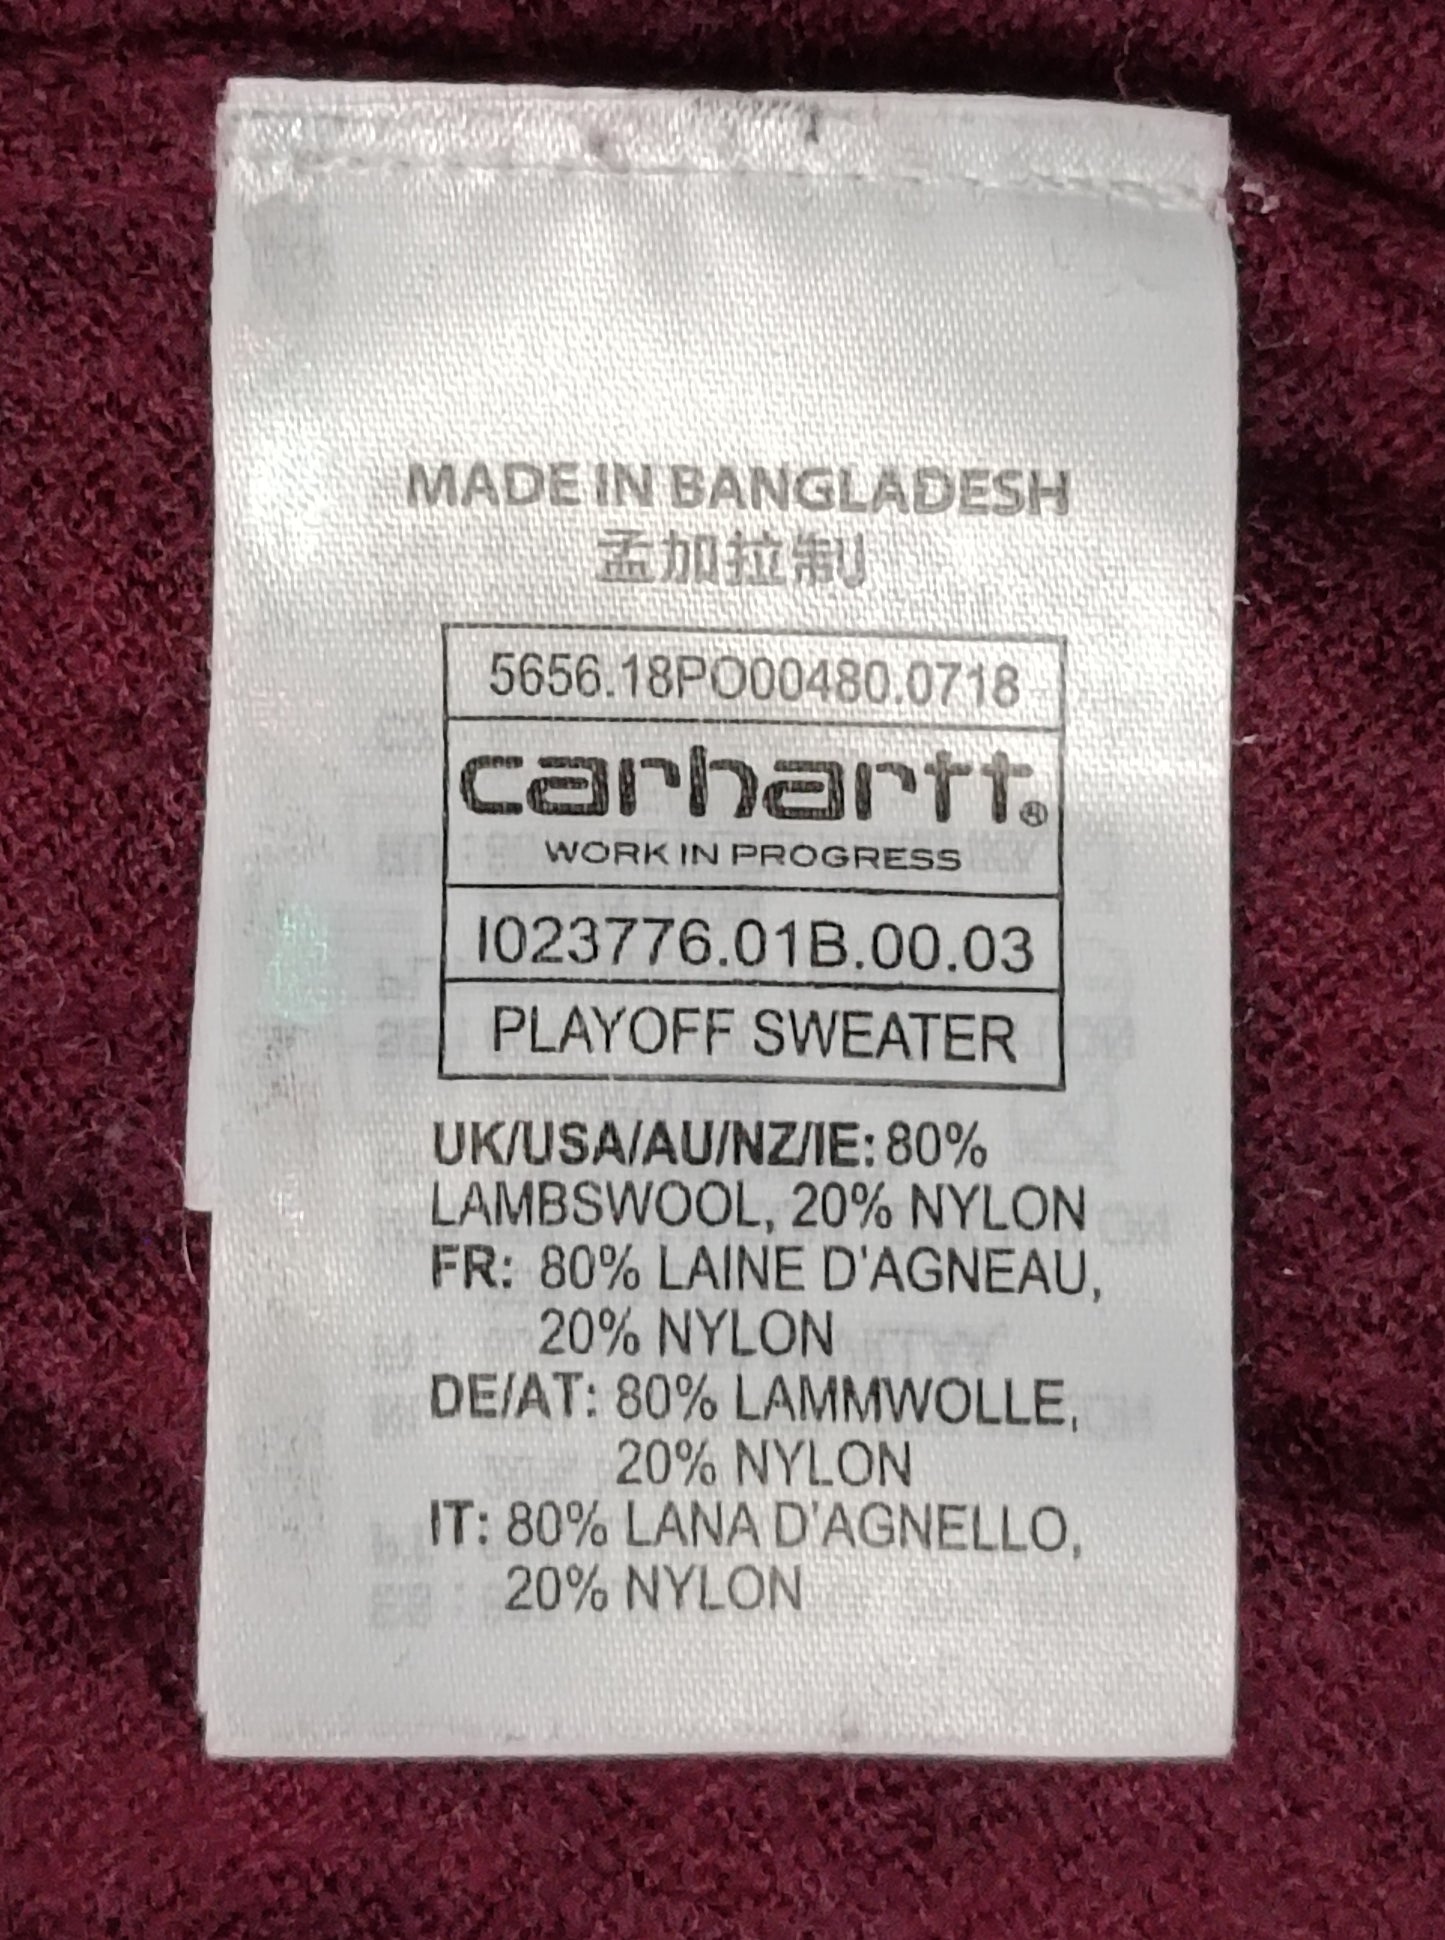 MADE IN BANGLADESH
孟加拉制
5656.18PO00480.0718
carhartt®
WORK IN PROGRESS
I023776.01B.00.03
PLAYOFF SWEATER
UK/USA/AU/NZ/IE: 80%
LAMBSWOOL, 20% NYLON
FR: 80% LAINE D'AGNEAU,
20% NYLON
DE/AT: 80% LAMMWOLLE,
20% NYLON
IT: 80% LANA D'AGNELLO,
20% NYLON